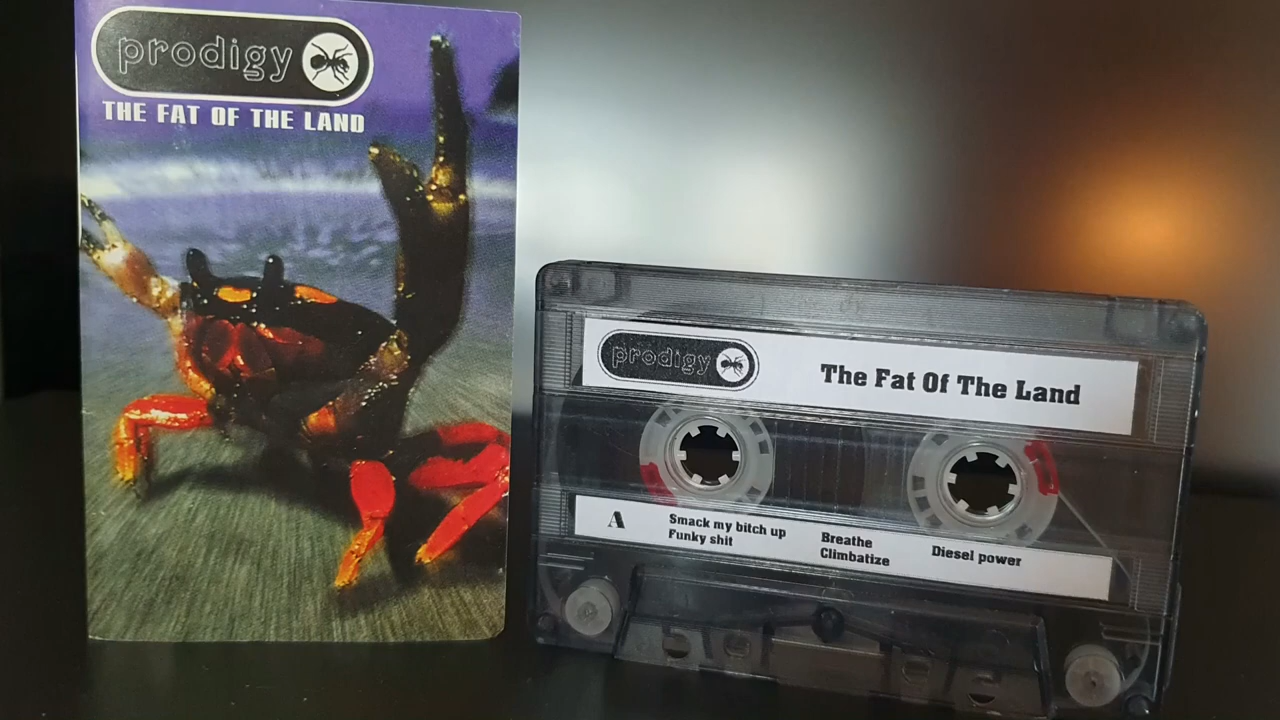 prodigy
THE FAT OF THE LAND
prodigy
The Fat Of The Land
A
Smack my bitch up
Funky shit
Breathe
Climbatize
Diesel power